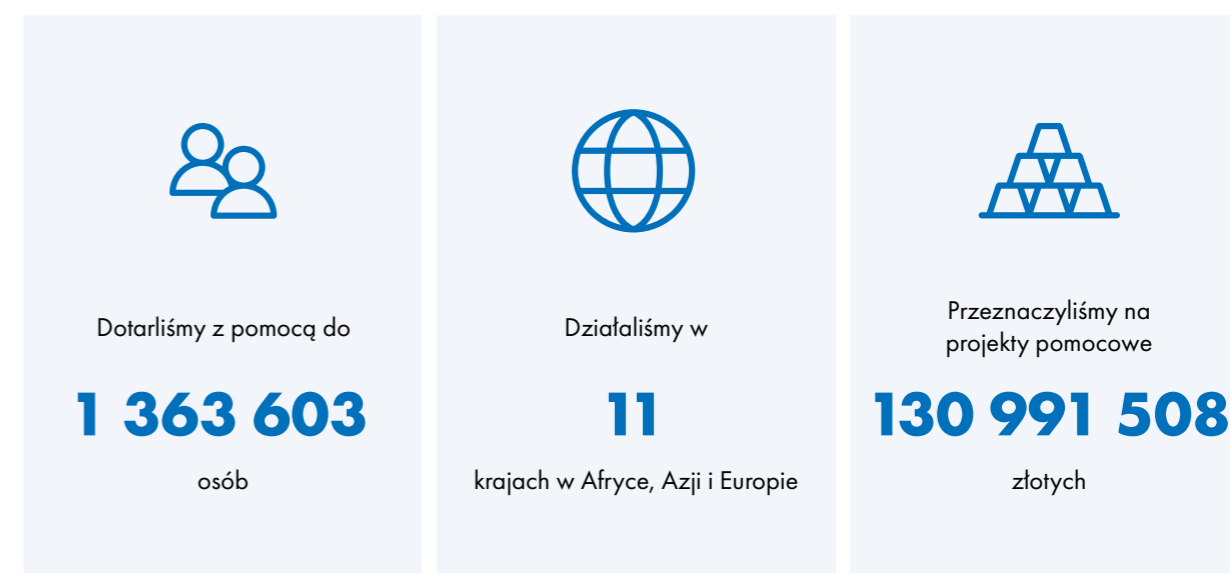 Dotarliśmy z pomocą do
1 363 603
osób
Działaliśmy w
11
krajach w Afryce, Azji i Europie
Przeznaczyliśmy na
projekty pomocowe
130 991 508
złotych